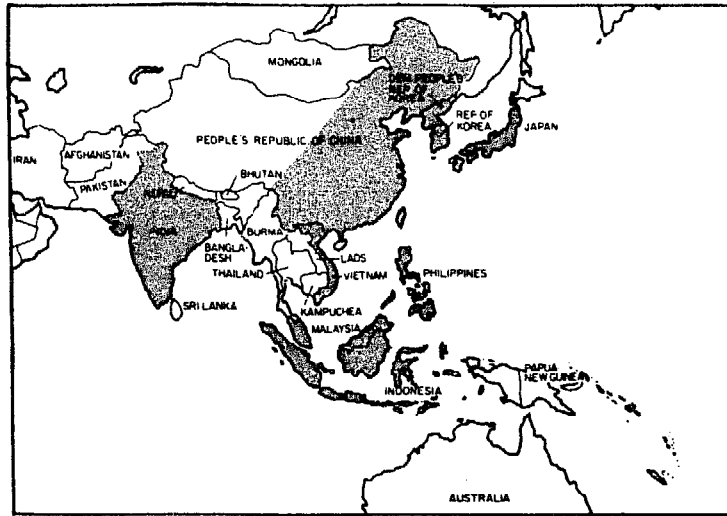 MONGOLIA
DEM PEOPLE'S
REP OF
KOREA
REP OF
KOREA
JAPAN
PEOPLE'S REPUBLIC OF CHINA
IRAN
AFGHANISTAN
PAKISTAN
BHUTAN
INDIA
BANGLA-
DESH
BURMA
LAOS
THAILAND
VIETNAM
PHILIPPINES
SRI LANKA
KAMPUCHEA
MALAYSIA
INDONESIA
PAPUA
NEW GUINEA
AUSTRALIA